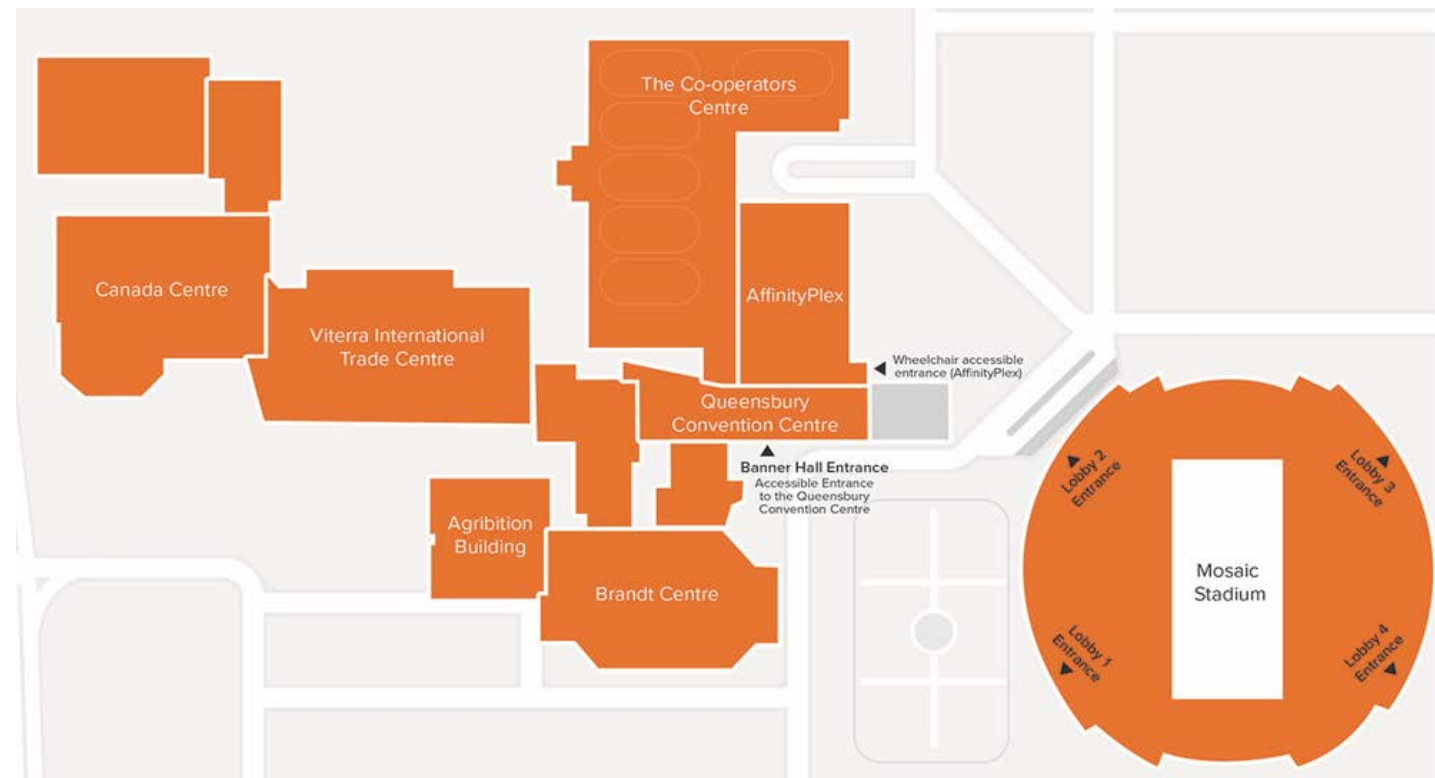 The Co-operators
Centre
Canada Centre
Viterra International
Trade Centre
AffinityPlex
Wheelchair accessible
entrance (AffinityPlex)
Queensbury
Convention Centre
Banner Hall Entrance
Accessible Entrance
to the Queensbury
Convention Centre
Agribition
Building
Brandt Centre
Lobby 2
Entrance
Lobby 3
Entrance
Mosaic
Stadium
Lobby 1
Entrance
Lobby 4
Entrance